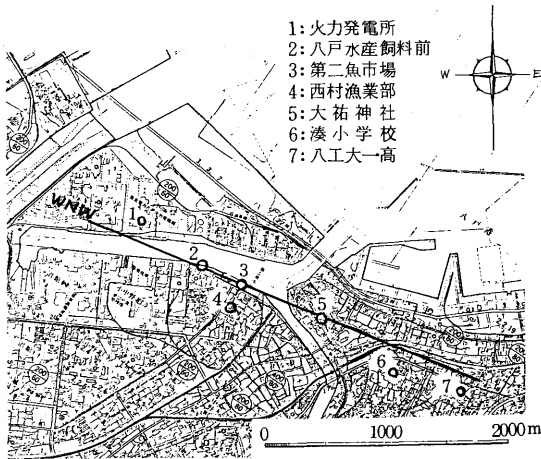 1：火力発電所
2：八戸水産飼料前
3：第二魚市場
4：西村漁業部
5：大祐神社
6：湊小学校
7：八工大一高
W E
WNW
1
2
3
4
5
6
7
0 1000 2000m